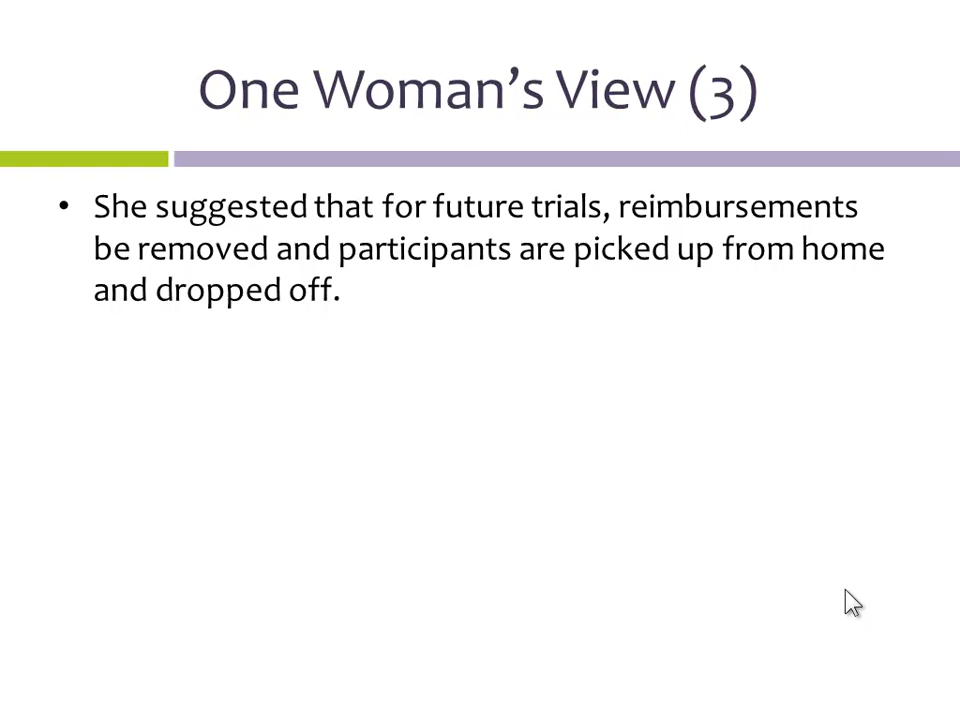 One Woman’s View (3)
• She suggested that for future trials, reimbursements
be removed and participants are picked up from home
and dropped off.